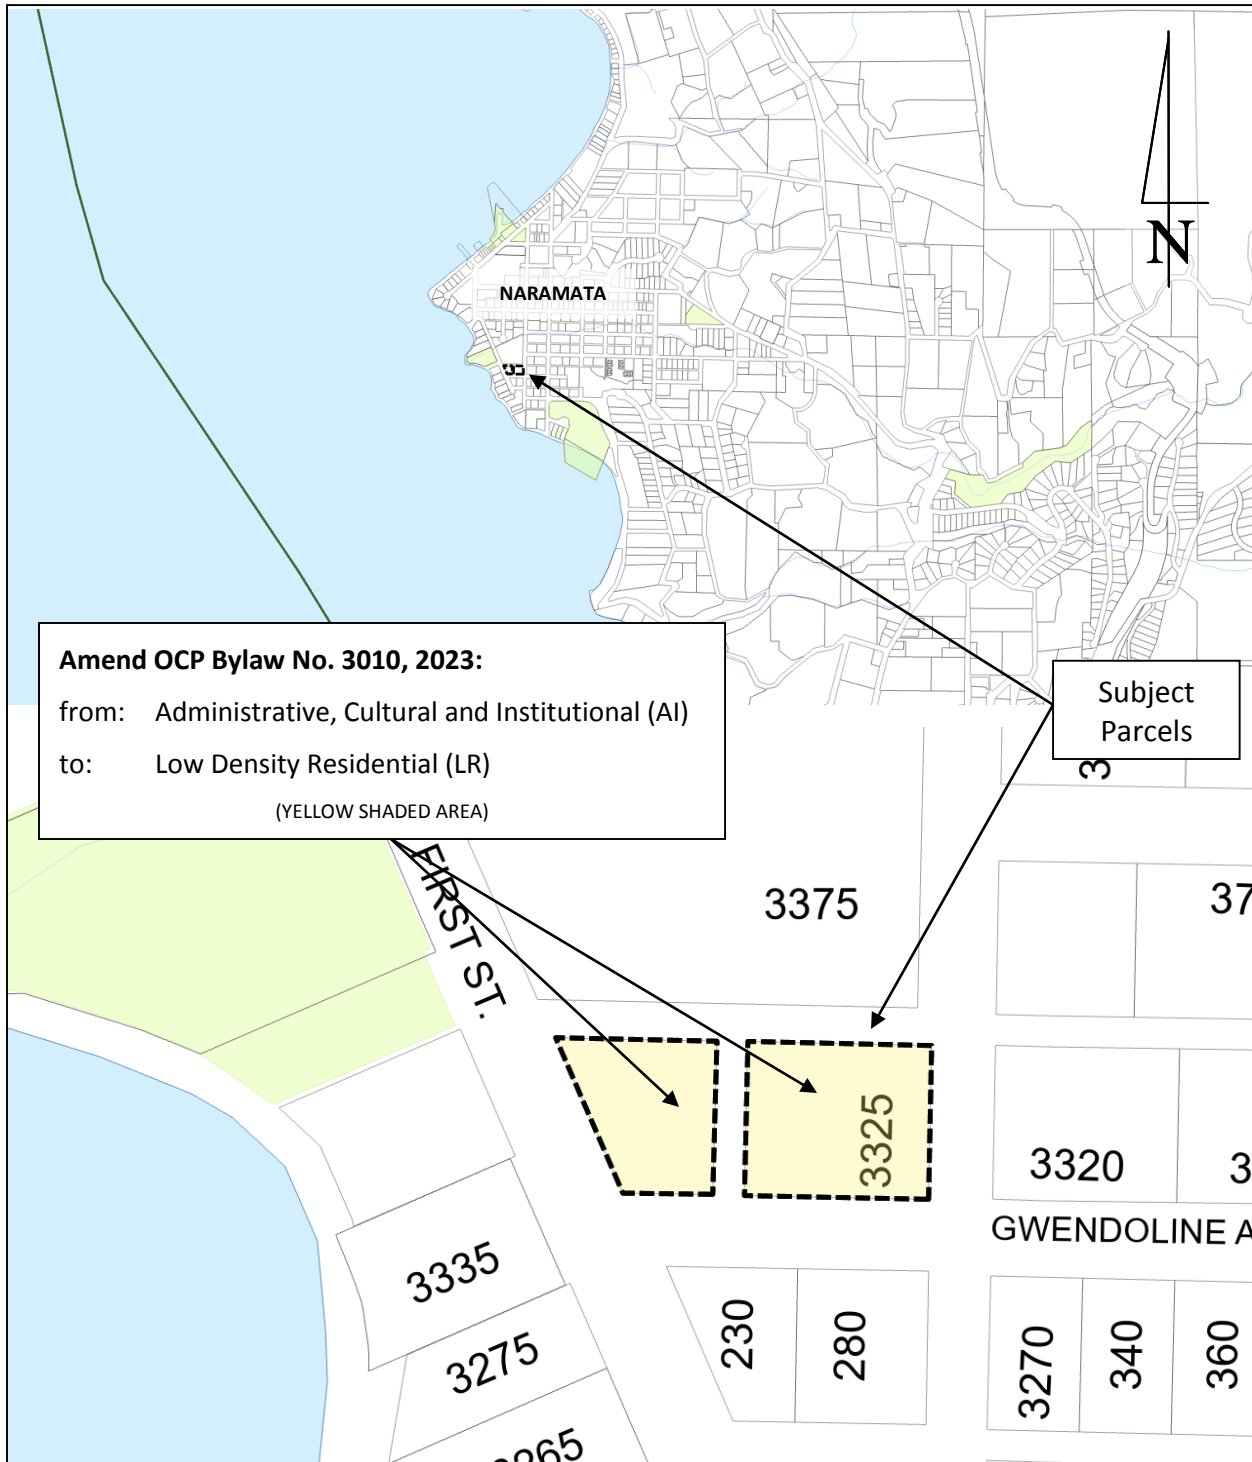 N
NARAMATA
Amend OCP Bylaw No. 3010, 2023:
from: Administrative, Cultural and Institutional (AI)
to: Low Density Residential (LR)
(YELLOW SHADED AREA)
Subject
Parcels
FIRST ST.
3375
3325
3320
GWENDOLINE A
3335
3275
230
280
3270
340
360